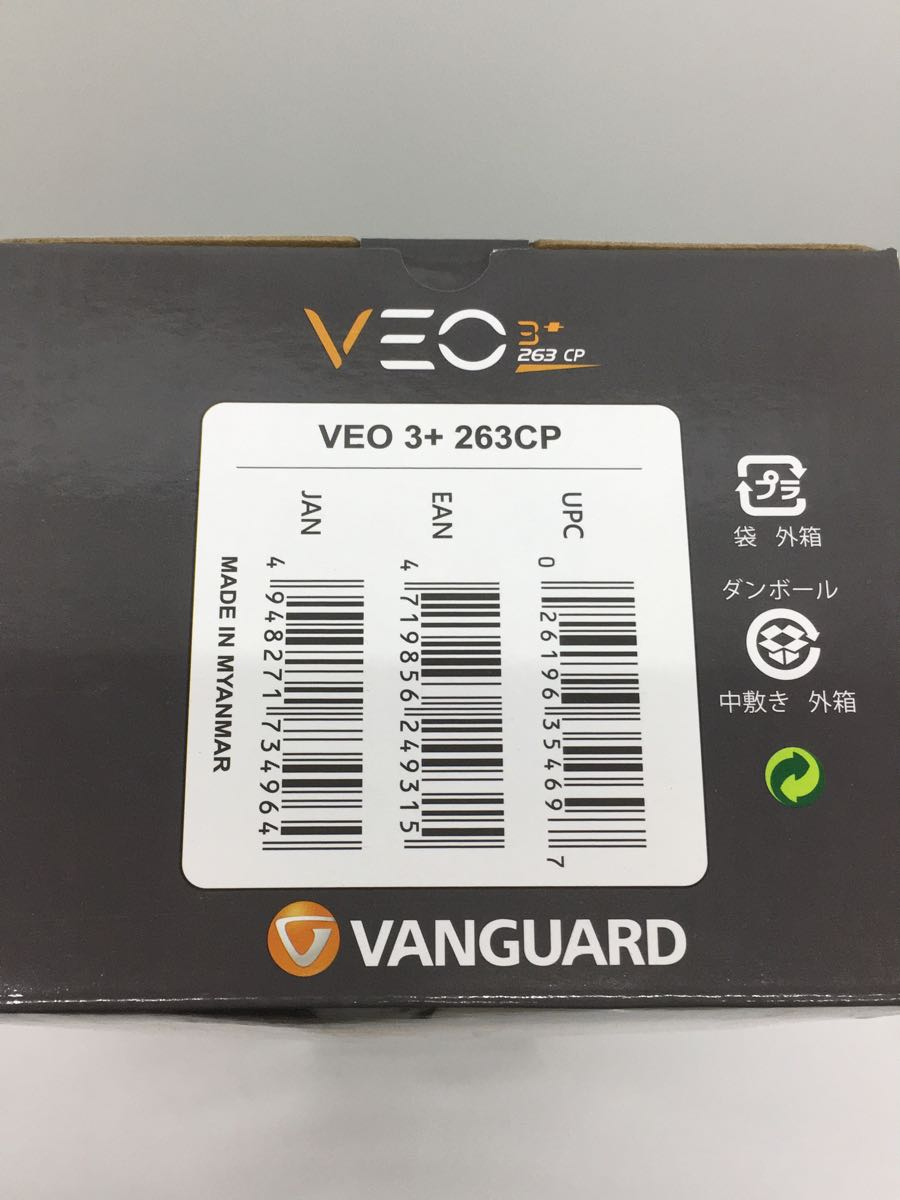 VEO 3+
263 CP
VEO 3+ 263CP
UPC
0 26196 35469 7
EAN
4 719856 249315
JAN
4 948271 734964
MADE IN MYANMAR
プラ
袋 外箱
ダンボール
中敷き 外箱
VANGUARD